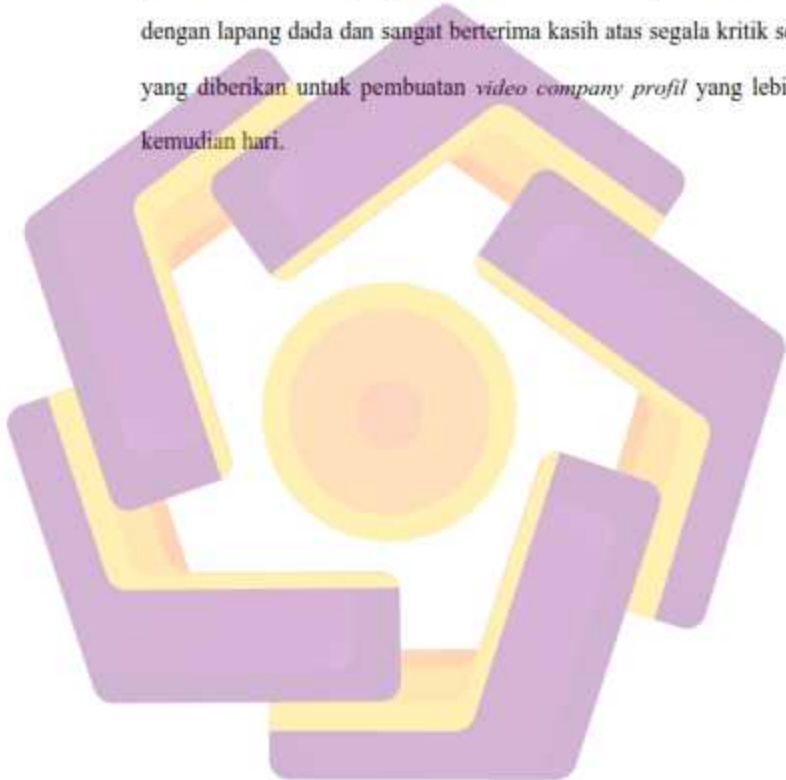 dengan lapang dada dan sangat berterima kasih atas segala kritik
yang diberikan untuk pembuatan video company profil yang
kemudian hari.